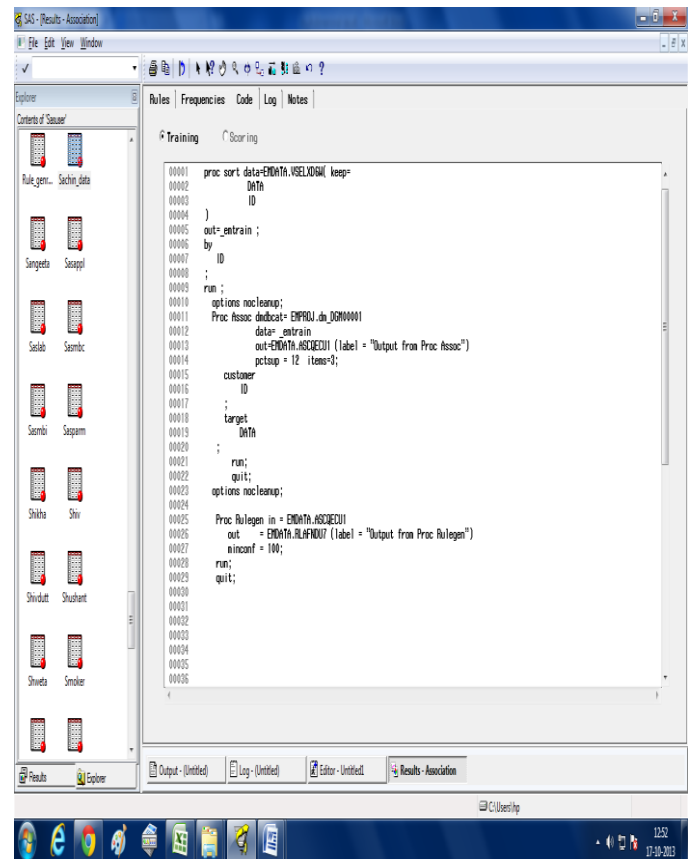 SAS - [Results - Association]
File Edit View Window
Explorer
Contents of 'Sasuser'
Rule_genr... Sachin_data
Sangeeta Sasappl
Saslab Sasmbc
Sasmbi Sasparm
Shikha Shiv
Shivdutt Shushant
Shweta Smoker
Results Explorer
Rules Frequencies Code Log Notes
Training Scoring
00001 proc sort data=EMDATA.VSELXDGW( keep=
00002 DATA
00003 ID
00004 )
00005 out=_entrain ;
00006 by
00007 ID
00008 ;
00009 run ;
00010 options nocleanup;
00011 Proc Assoc dmdbcat= EMPROJ.dm_DGM00001
00012 data= _entrain
00013 out=EMDATA.ASCQECU1 (label = "Output from Proc Assoc")
00014 pctsup = 12 items=3;
00015 customer
00016 ID
00017 ;
00018 target
00019 DATA
00020 ;
00021 run;
00022 quit;
00023 options nocleanup;
00024
00025 Proc Rulegen in = EMDATA.ASCQECU1
00026 out = EMDATA.RLAFNDU7 (label = "Output from Proc Rulegen")
00027 minconf = 100;
00028 run;
00029 quit;
00030
00031
00032
00033
00034
00035
00036
Output - (Untitled) Log - (Untitled) Editor - Untitled1 Results - Association
C:\Users\hp
12:52
17-10-2013